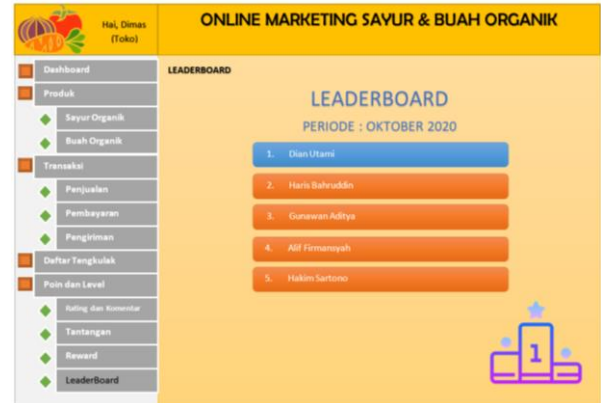 Hai, Dimas
(Toko)
ONLINE MARKETING SAYUR & BUAH ORGANIK
Dashboard
Produk
Sayur Organik
Buah Organik
Transaksi
Penjualan
Pembayaran
Pengiriman
Daftar Tengkulak
Poin dan Level
Rating dan Komentar
Tantangan
Reward
LeaderBoard
LEADERBOARD
LEADERBOARD
PERIODE : OKTOBER 2020
1. Dian Utami
2. Haris Bahruddin
3. Gunawan Aditya
4. Alif Firmansyah
5. Hakim Sartono
1